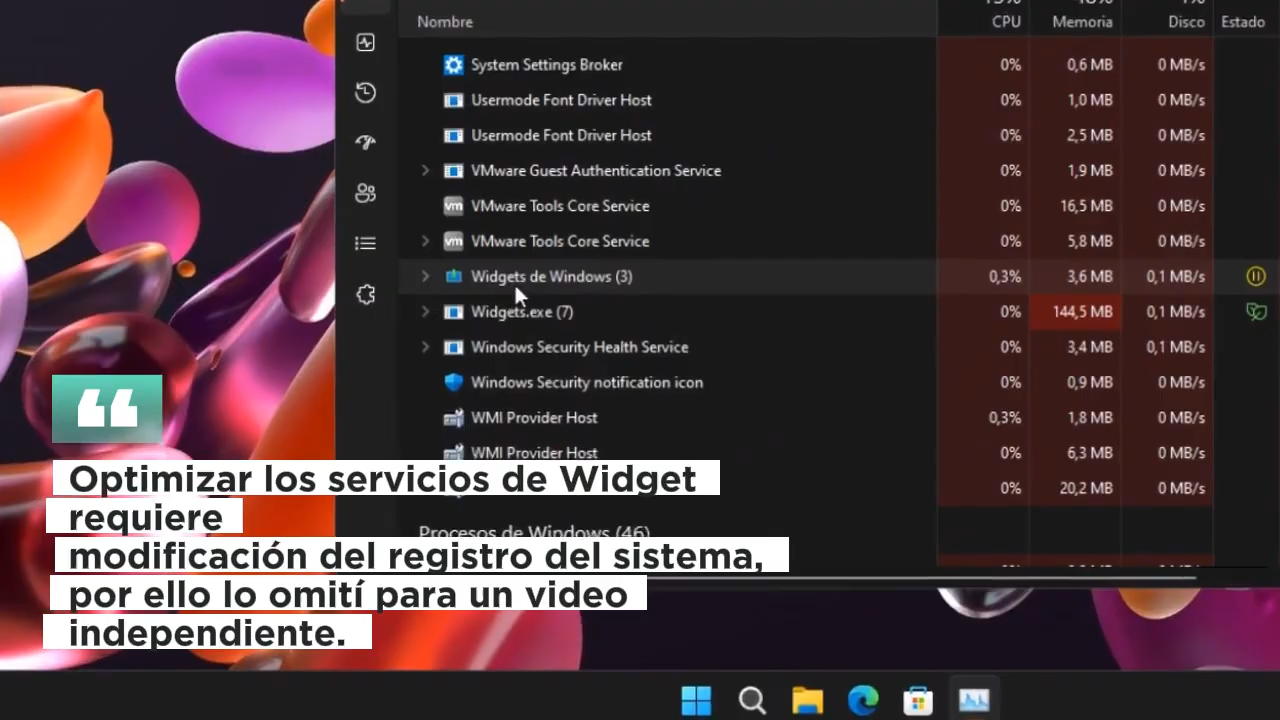 Nombre
CPU
Memoria
Disco
Estado
System Settings Broker 0% 0,6 MB 0 MB/s
Usermode Font Driver Host 0% 1,0 MB 0 MB/s
Usermode Font Driver Host 0% 2,5 MB 0 MB/s
VMware Guest Authentication Service 0% 1,9 MB 0 MB/s
vm VMware Tools Core Service 0% 16,5 MB 0 MB/s
vm VMware Tools Core Service 0% 5,8 MB 0 MB/s
Widgets de Windows (3) 0,3% 3,6 MB 0,1 MB/s
Widgets.exe (7) 0% 144,5 MB 0,1 MB/s
Windows Security Health Service 0% 3,4 MB 0,1 MB/s
Windows Security notification icon 0% 0,9 MB 0 MB/s
WMI Provider Host 0,3% 1,8 MB 0 MB/s
WMI Provider Host 0% 6,3 MB 0 MB/s
0% 20,2 MB 0 MB/s
Procesos de Windows (46)
“
Optimizar los servicios de Widget
requiere
modificación del registro del sistema,
por ello lo omití para un video
independiente.